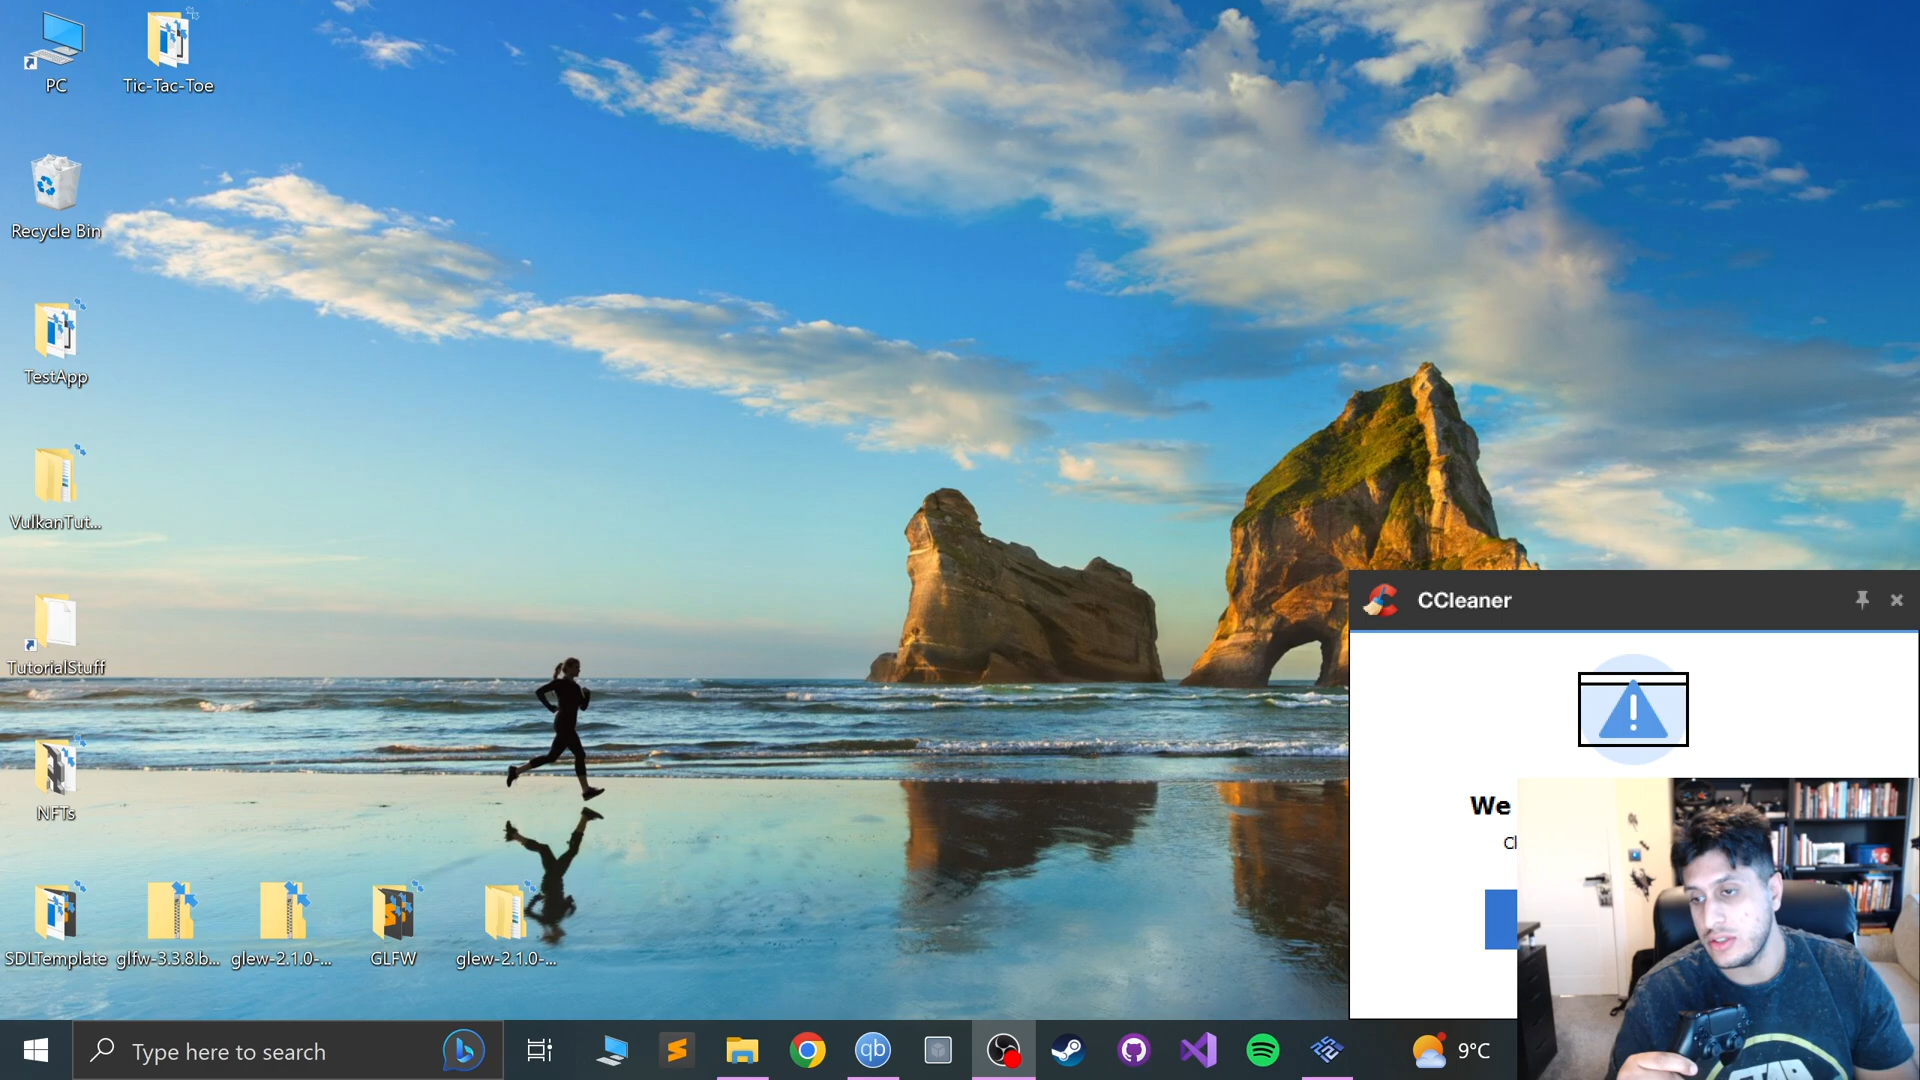 PC
Tic-Tac-Toe
Recycle Bin
TestApp
VulkanTut...
TutorialStuff
NFTs
SDLTemplate
glfw-3.3.8.b...
glew-2.1.0-...
GLFW
glew-2.1.0-...
CCleaner
We
Type here to search
qb
9°C